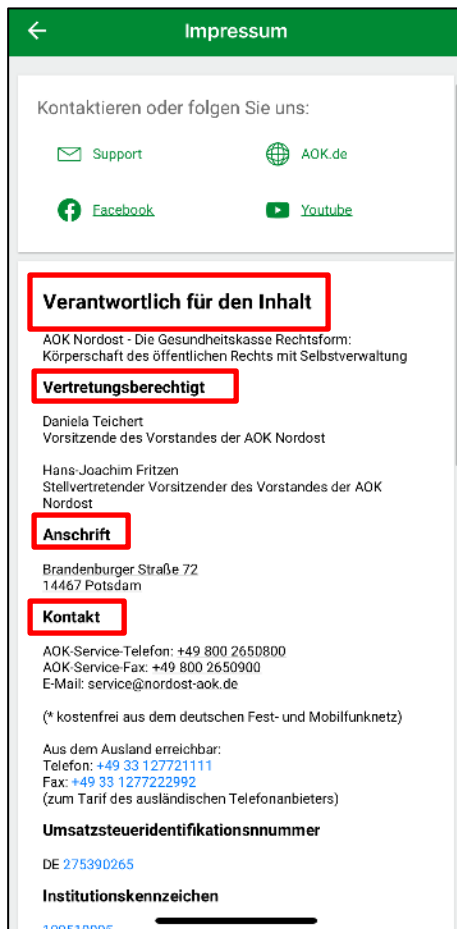 Impressum
Kontaktieren oder folgen Sie uns:
Support
AOK.de
Facebook
Youtube
Verantwortlich für den Inhalt
AOK Nordost - Die Gesundheitskasse Rechtsform:
Körperschaft des öffentlichen Rechts mit Selbstverwaltung
Vertretungsberechtigt
Daniela Teichert
Vorsitzende des Vorstandes der AOK Nordost
Hans-Joachim Fritzen
Stellvertretender Vorsitzender des Vorstandes der AOK
Nordost
Anschrift
Brandenburger Straße 72
14467 Potsdam
Kontakt
AOK-Service-Telefon: +49 800 2650800
AOK-Service-Fax: +49 800 2650900
E-Mail: service@nordost-aok.de
(* kostenfrei aus dem deutschen Fest- und Mobilfunknetz)
Aus dem Ausland erreichbar:
Telefon: +49 33 127721111
Fax: +49 33 1277222992
(zum Tarif des ausländischen Telefonanbieters)
Umsatzsteueridentifikationsnnummer
DE 275390265
Institutionskennzeichen